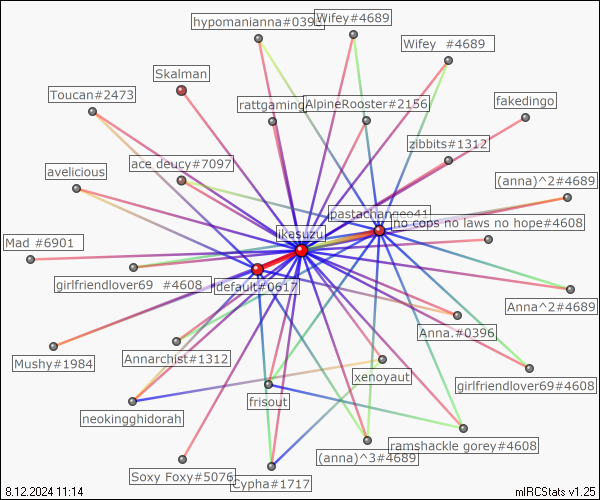 hypomanianna#0396
Wifey#4689
Wifey  #4689
Skalman
Toucan#2473
rattgaming
AlpineRooster#2156
fakedingo
zibbits#1312
ace deucy#7097
avelicious
(anna)^2#4689
pastachangeo41
no cops no laws no hope#4608
ikasuzu
Mad #6901
girlfriendlover69  #4608
default#0617
Anna^2#4689
Anna.#0396
Mushy#1984
Annarchist#1312
xenoyaut
girlfriendlover69#4608
neokingghidorah
frisout
ramshackle gorey#4608
(anna)^3#4689
Soxy Foxy#5076
Cypha#1717
8.12.2024 11:14
mIRCStats v1.25